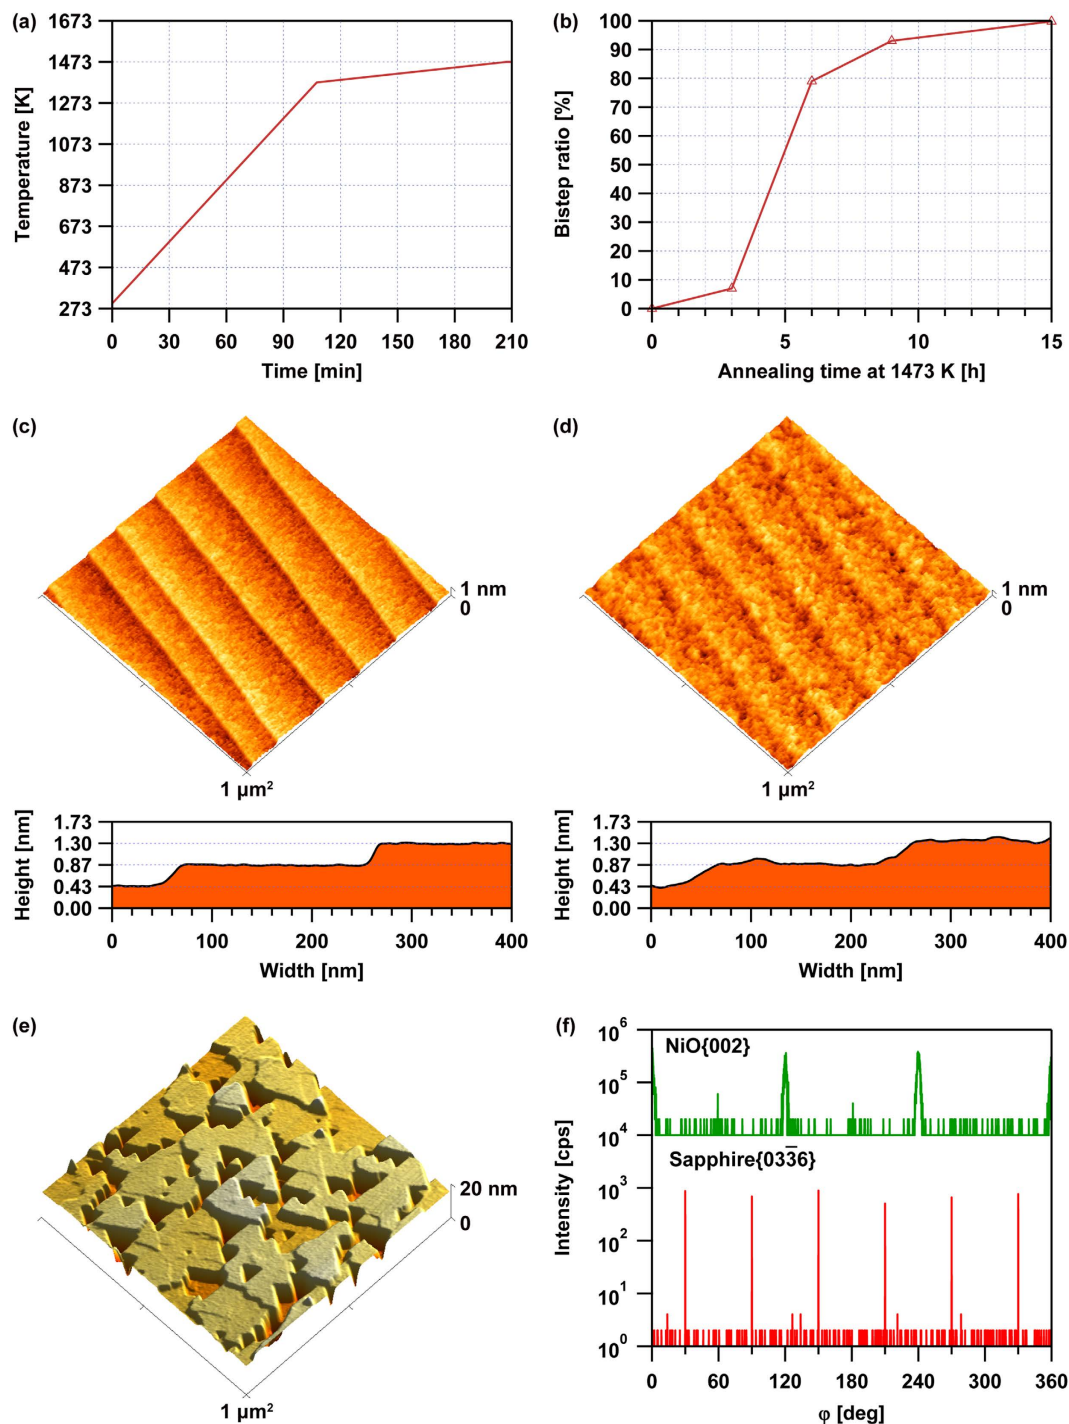 (a)
Temperature [K]
1673
1473
1273
1073
873
673
473
273
0 30 60 90 120 150 180 210
Time [min]
(b)
Bistep ratio [%]
100
90
80
70
60
50
40
30
20
10
0
0 5 10 15
Annealing time at 1473 K [h]
(c)
1 nm
0
1 µm²
Height [nm]
1.73
1.30
0.87
0.43
0.00
0 100 200 300 400
Width [nm]
(d)
1 nm
0
1 µm²
Height [nm]
1.73
1.30
0.87
0.43
0.00
0 100 200 300 400
Width [nm]
(e)
20 nm
0
1 µm²
(f)
Intensity [cps]
10⁶
10⁵
10⁴
10³
10²
10¹
10⁰
NiO{002}
Sapphire{033̅6}
0 60 120 180 240 300 360
φ [deg]